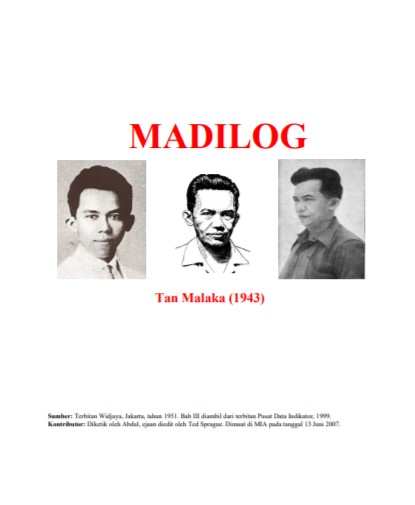 MADILOG
Tan Malaka (1943)
Sumber: Terbitan Widjaya, Jakarta, tahun 1951. Bab III diambil dari terbitan Pusat Data Indikator, 1999.
Kontributor: Diketik oleh Abdul, ejaan diedit oleh Ted Sprague. Dimuat di MIA pada tanggal 13 Juni 2007.